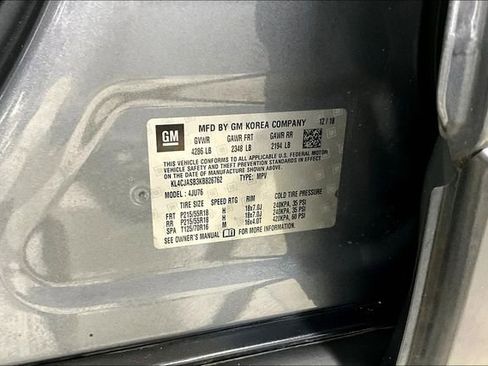 GM
MFD BY GM KOREA COMPANY 12/18
GVWR GAWR FRT GAWR RR
4286 LB 2348 LB 2194 LB
THIS VEHICLE CONFORMS TO ALL APPLICABLE U.S. FEDERAL MOTOR
VEHICLE SAFETY AND THEFT PREVENTION STANDARDS IN EFFECT
ON THE DATE OF MANUFACTURE SHOWN ABOVE.
KL4CJASB3KB826762 TYPE: MPV
MODEL: 4JU76
TIRE SIZE SPEED RTG RIM COLD TIRE PRESSURE
FRT P215/55R18 H 18x7.0J 240KPA, 35 PSI
RR P215/55R18 H 18x7.0J 240KPA, 35 PSI
SPA T125/70R16 M 16x4.0T 420KPA, 60 PSI
SEE OWNER'S MANUAL FOR MORE INFORMATION.